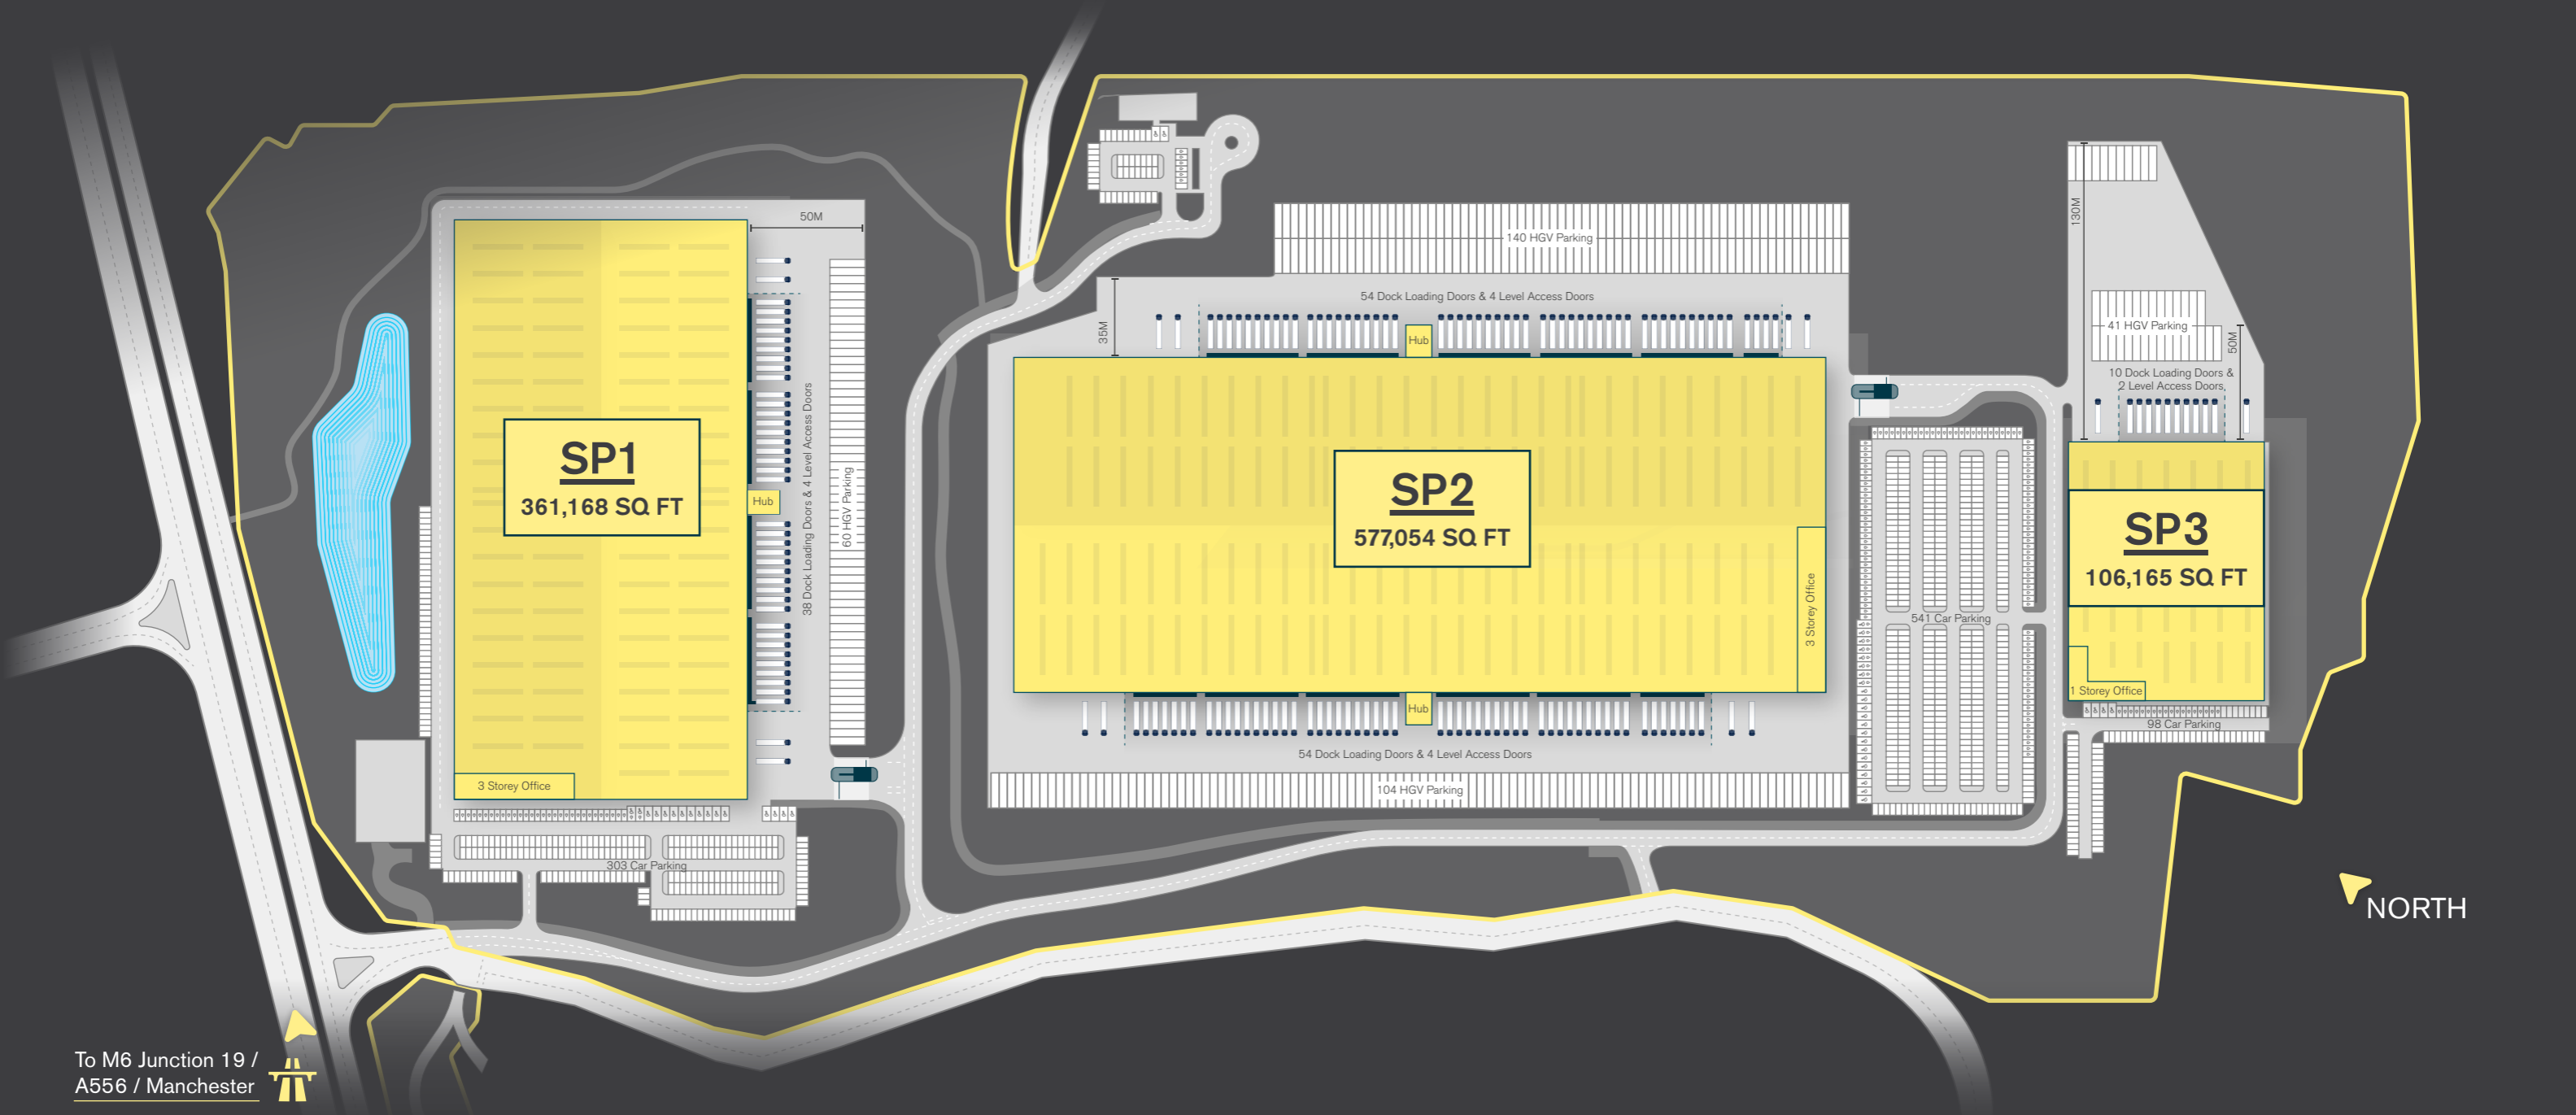 50M
SP1
361,168 SQ FT
Hub
38 Dock Loading Doors & 4 Level Access Doors
60 HGV Parking
3 Storey Office
303 Car Parking
140 HGV Parking
54 Dock Loading Doors & 4 Level Access Doors
35M
Hub
SP2
577,054 SQ FT
3 Storey Office
Hub
54 Dock Loading Doors & 4 Level Access Doors
104 HGV Parking
541 Car Parking
130M
41 HGV Parking
50M
10 Dock Loading Doors &
2 Level Access Doors
SP3
106,165 SQ FT
1 Storey Office
98 Car Parking
NORTH
To M6 Junction 19 /
A556 / Manchester